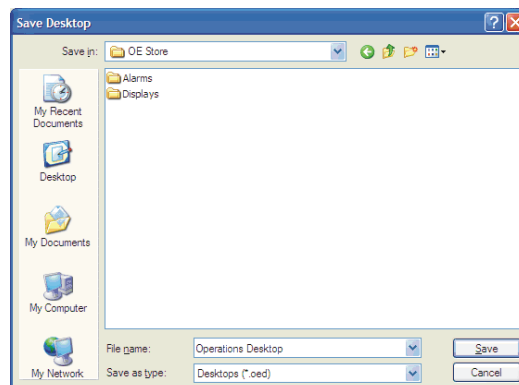 Save Desktop
Save in:
OE Store
My Recent
Documents
Desktop
My Documents
My Computer
My Network
Alarms
Displays
File name:
Operations Desktop
Save
Save as type:
Desktops (*.oed)
Cancel